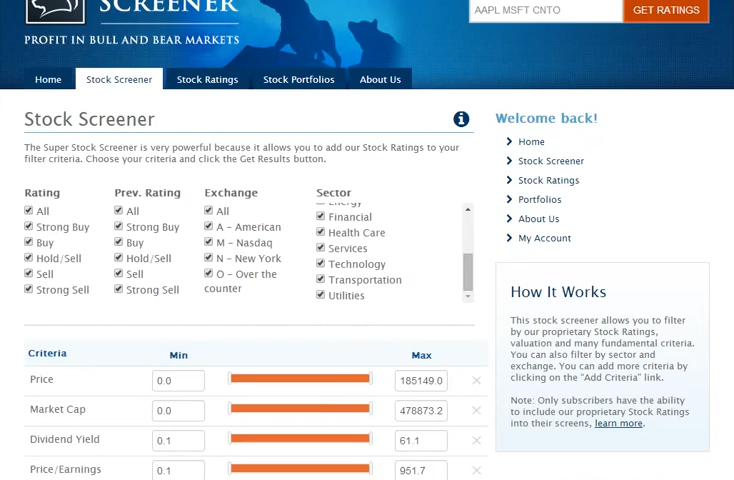 SCREENER
PROFIT IN BULL AND BEAR MARKETS
AAPL MSFT CNTO
GET RATINGS
Home Stock Screener Stock Ratings Stock Portfolios About Us
Stock Screener
The Super Stock Screener is very powerful because it allows you to add our Stock Ratings to your
filter criteria. Choose your criteria and click the Get Results button.
Rating
All
Strong Buy
Buy
Hold/Sell
Sell
Strong Sell
Prev. Rating
All
Strong Buy
Buy
Hold/Sell
Sell
Strong Sell
Exchange
All
A - American
M - Nasdaq
N - New York
O - Over the
counter
Sector
Energy
Financial
Health Care
Services
Technology
Transportation
Utilities
Criteria Min Max
Price 0.0 185149.0
Market Cap 0.0 478873.2
Dividend Yield 0.1 61.1
Price/Earnings 0.1 951.7
Welcome back!
Home
Stock Screener
Stock Ratings
Portfolios
About Us
My Account
How It Works
This stock screener allows you to filter
by our proprietary Stock Ratings,
valuation and many fundamental criteria.
You can also filter by sector and
exchange. You can add more criteria by
clicking on the "Add Criteria" link.
Note: Only subscribers have the ability
to include our proprietary Stock Ratings
into their screens, learn more.